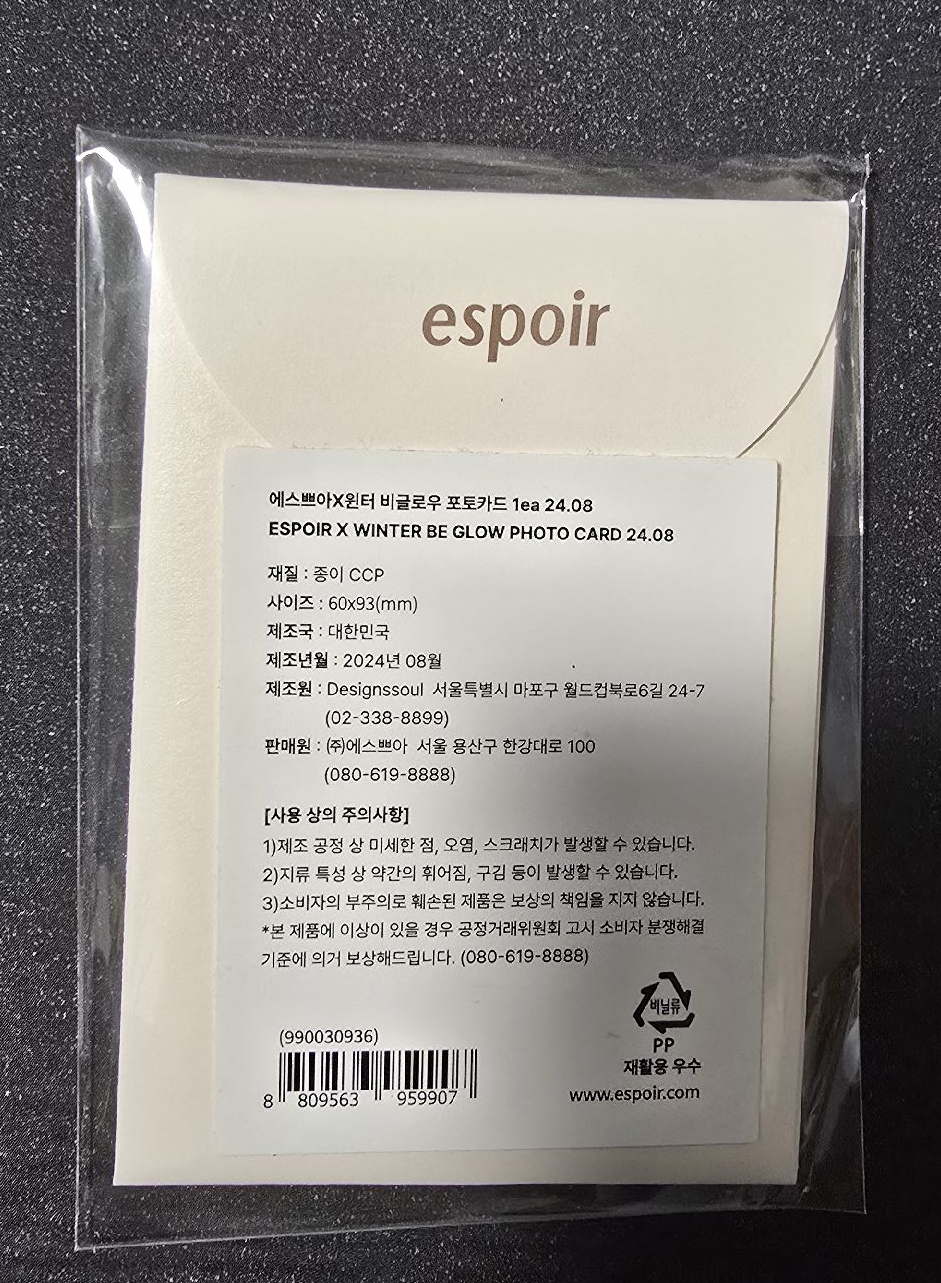 espoir
에스쁘아X윈터 비글로우 포토카드 1ea 24.08
ESPOIR X WINTER BE GLOW PHOTO CARD 24.08
재질 : 종이 CCP
사이즈 : 60x93(mm)
제조국 : 대한민국
제조년월 : 2024년 08월
제조원 : Designssoul 서울특별시 마포구 월드컵북로6길 24-7
(02-338-8899)
판매원 : ㈜에스쁘아 서울 용산구 한강대로 100
(080-619-8888)
[사용 상의 주의사항]
1)제조 공정 상 미세한 점, 오염, 스크래치가 발생할 수 있습니다.
2)지류 특성 상 약간의 휘어짐, 구김 등이 발생할 수 있습니다.
3)소비자의 부주의로 훼손된 제품은 보상의 책임을 지지 않습니다.
*본 제품에 이상이 있을 경우 공정거래위원회 고시 소비자 분쟁해결
기준에 의거 보상해드립니다. (080-619-8888)
비닐류
PP
재활용 우수
(990030936)
8 809563 959907
www.espoir.com